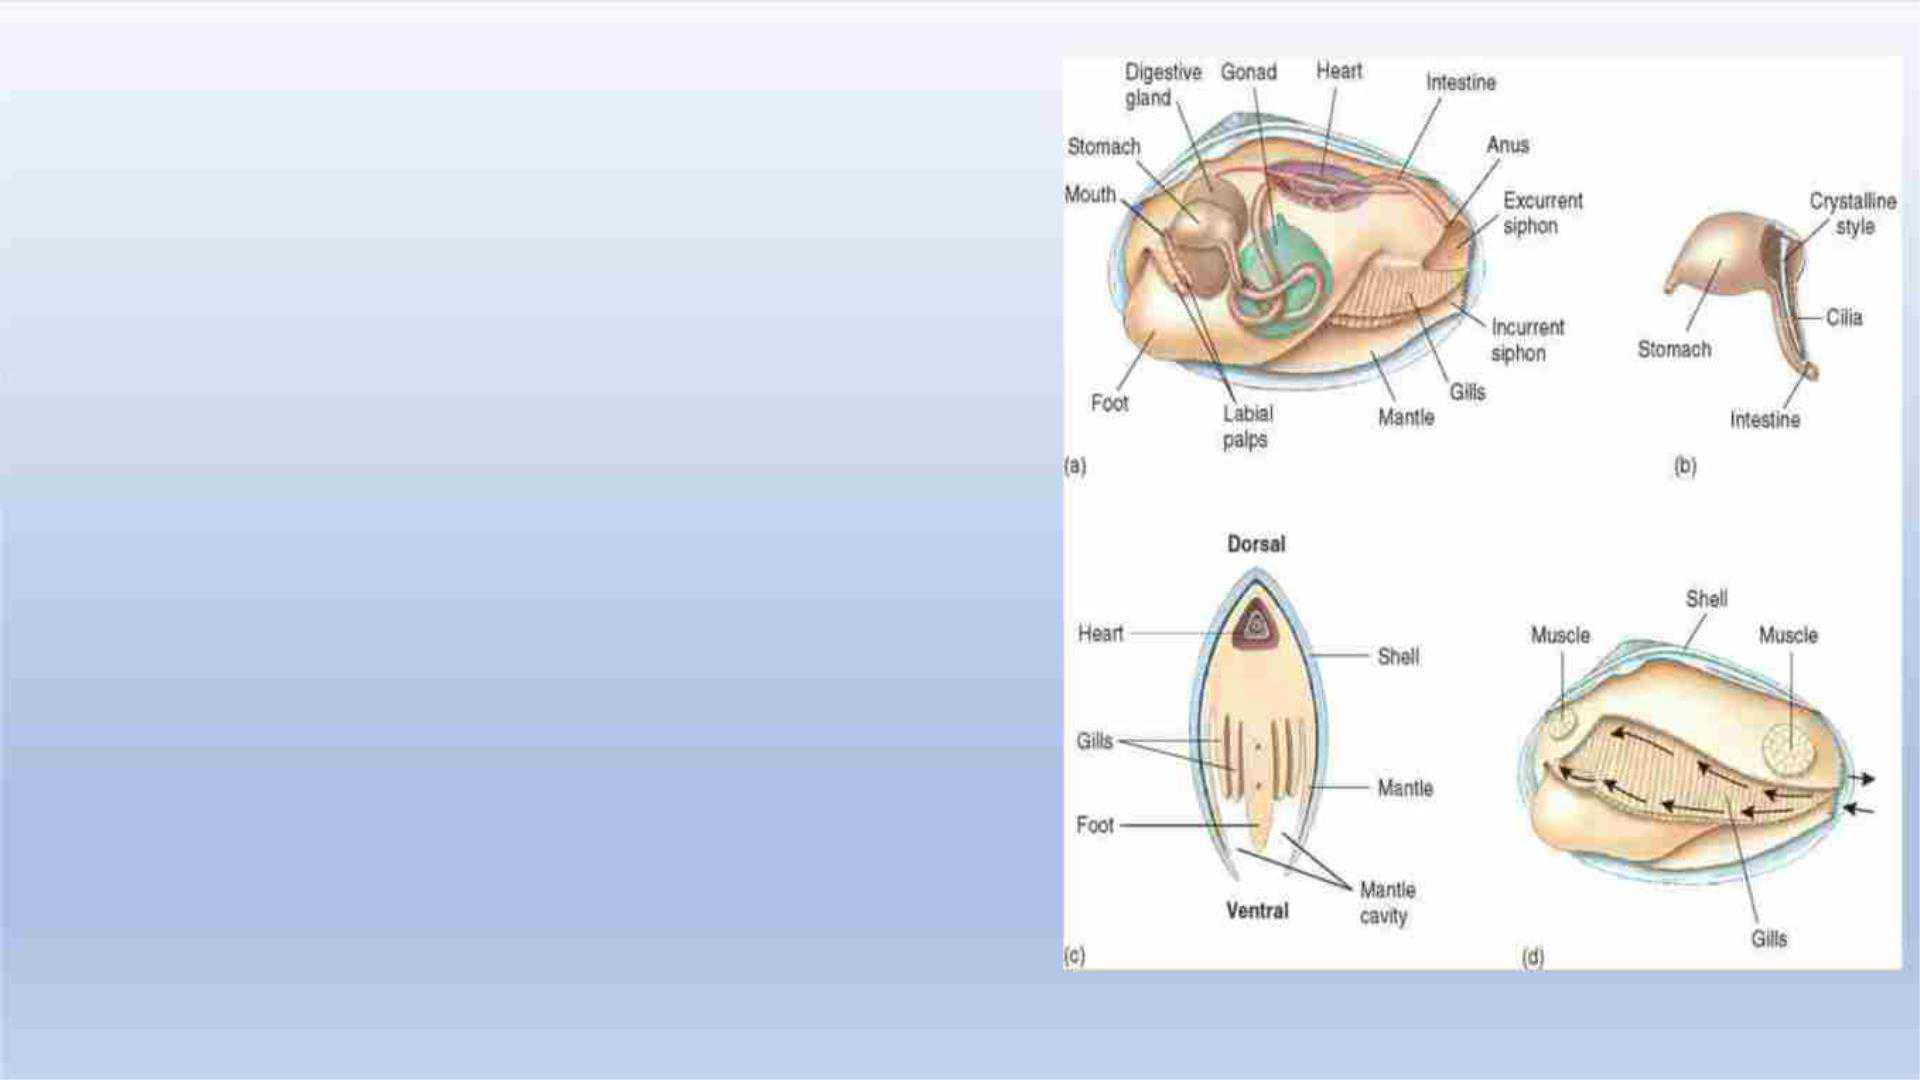 Digestive
gland
Gonad
Heart
Intestine
Stomach
Anus
Mouth
Excurrent
siphon
Incurrent
siphon
Foot
Labial
palps
Mantle
Gills
(a)
Crystalline
style
Cilia
Stomach
Intestine
(b)
Dorsal
Heart
Shell
Gills
Mantle
Foot
Mantle
cavity
Ventral
(c)
Shell
Muscle
Muscle
Gills
(d)